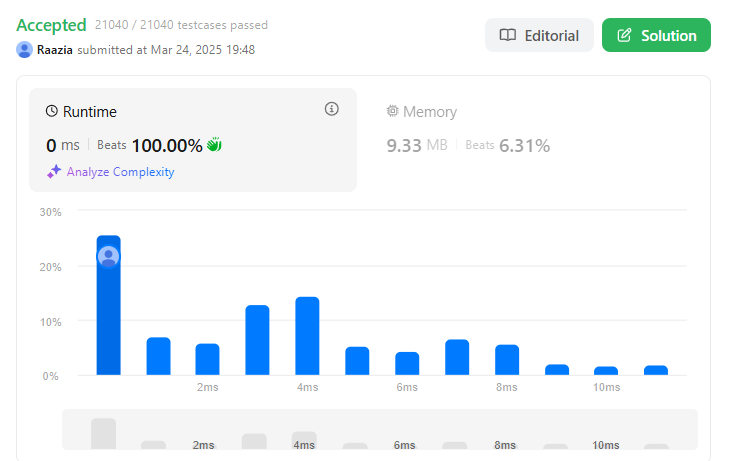 Accepted 21040 / 21040 testcases passed
Raazia submitted at Mar 24, 2025 19:48
Editorial
Solution
Runtime
0 ms Beats 100.00%
Analyze Complexity
Memory
9.33 MB Beats 6.31%
30%
20%
10%
0%
2ms 4ms 6ms 8ms 10ms
2ms 4ms 6ms 8ms 10ms